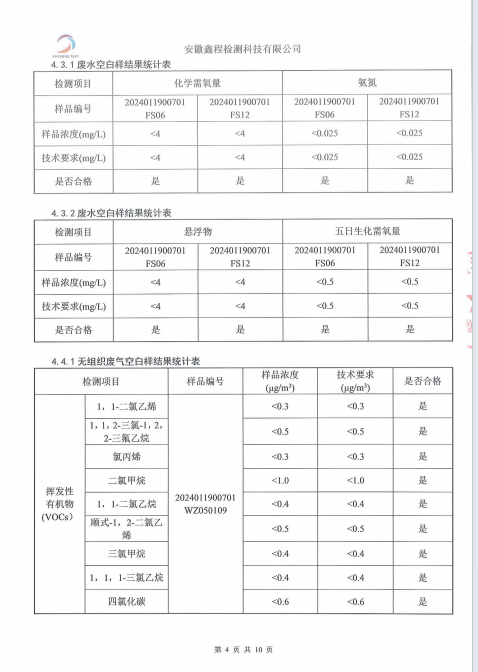 安徽鑫程检测科技有限公司
4.3.1 废水空白样结果统计表
检测项目 化学需氧量 氨氮
样品编号 2024011900701 FS06 2024011900701 FS12 2024011900701 FS06 2024011900701 FS12
样品浓度(mg/L) <4 <4 <0.025 <0.025
技术要求(mg/L) <4 <4 <0.025 <0.025
是否合格 是 是 是 是
4.3.2 废水空白样结果统计表
检测项目 悬浮物 五日生化需氧量
样品编号 2024011900701 FS06 2024011900701 FS12 2024011900701 FS06 2024011900701 FS12
样品浓度(mg/L) <4 <4 <0.5 <0.5
技术要求(mg/L) <4 <4 <0.5 <0.5
是否合格 是 是 是 是
4.4.1 无组织废气空白样结果统计表
检测项目 样品编号 样品浓度 (μg/m³) 技术要求 (μg/m³) 是否合格
挥发性有机物(VOCs) 2024011900701 WZ050109
1，1-二氯乙烯 <0.3 <0.3 是
1,1,2-三氯-1,2,2-三氟乙烷 <0.5 <0.5 是
氯丙烯 <0.3 <0.3 是
二氯甲烷 <1.0 <1.0 是
1，1-二氯乙烷 <0.4 <0.4 是
顺式-1，2-二氯乙烯 <0.5 <0.5 是
三氯甲烷 <0.4 <0.4 是
1，1，1-三氯乙烷 <0.4 <0.4 是
四氯化碳 <0.6 <0.6 是
第 4 页 共 10 页